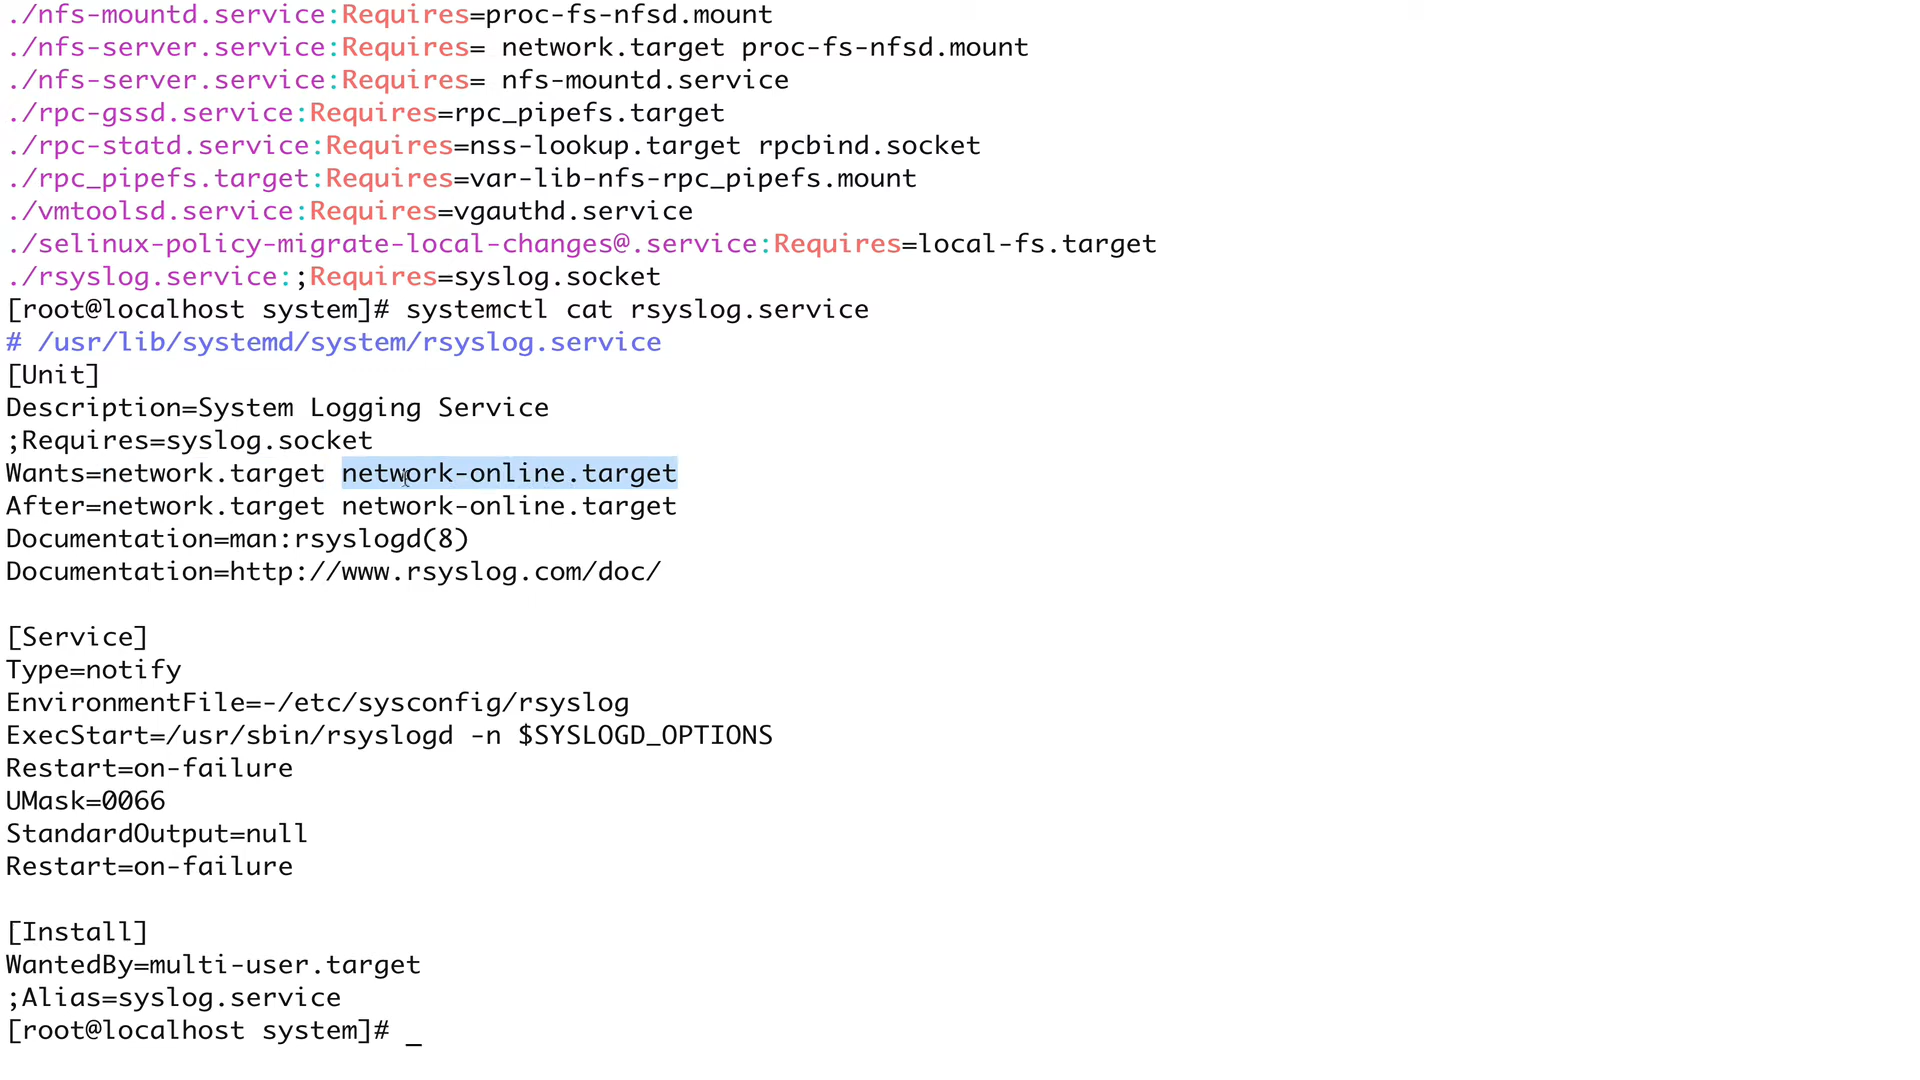 ./nfs-mountd.service:Requires=proc-fs-nfsd.mount
./nfs-server.service:Requires= network.target proc-fs-nfsd.mount
./nfs-server.service:Requires= nfs-mountd.service
./rpc-gssd.service:Requires=rpc_pipefs.target
./rpc-statd.service:Requires=nss-lookup.target rpcbind.socket
./rpc_pipefs.target:Requires=var-lib-nfs-rpc_pipefs.mount
./vmtoolsd.service:Requires=vgauthd.service
./selinux-policy-migrate-local-changes@.service:Requires=local-fs.target
./rsyslog.service:;Requires=syslog.socket
[root@localhost system]# systemctl cat rsyslog.service
# /usr/lib/systemd/system/rsyslog.service
[Unit]
Description=System Logging Service
;Requires=syslog.socket
Wants=network.target network-online.target
After=network.target network-online.target
Documentation=man:rsyslogd(8)
Documentation=http://www.rsyslog.com/doc/

[Service]
Type=notify
EnvironmentFile=-/etc/sysconfig/rsyslog
ExecStart=/usr/sbin/rsyslogd -n $SYSLOGD_OPTIONS
Restart=on-failure
UMask=0066
StandardOutput=null
Restart=on-failure

[Install]
WantedBy=multi-user.target
;Alias=syslog.service
[root@localhost system]# _